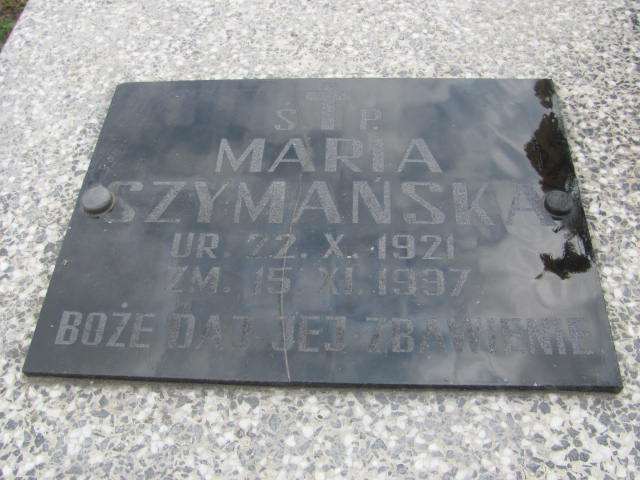 Ś. P.
MARIA
SZYMAŃSKA
UR. 22. X. 1921
ZM. 15 XI. 1997
BOŻE DAJ JEJ ZBAWIENIE